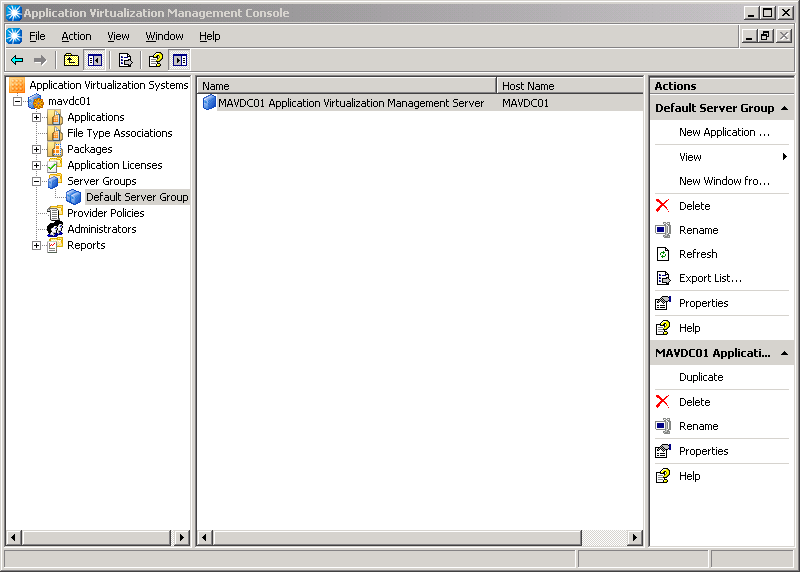 Application Virtualization Management Console
File Action View Window Help
Application Virtualization Systems
mavdc01
Applications
File Type Associations
Packages
Application Licenses
Server Groups
Default Server Group
Provider Policies
Administrators
Reports
Name Host Name
MAVDC01 Application Virtualization Management Server MAVDC01
Actions
Default Server Group
New Application ...
View
New Window fro...
Delete
Rename
Refresh
Export List...
Properties
Help
MAVDC01 Applicati...
Duplicate
Delete
Rename
Properties
Help